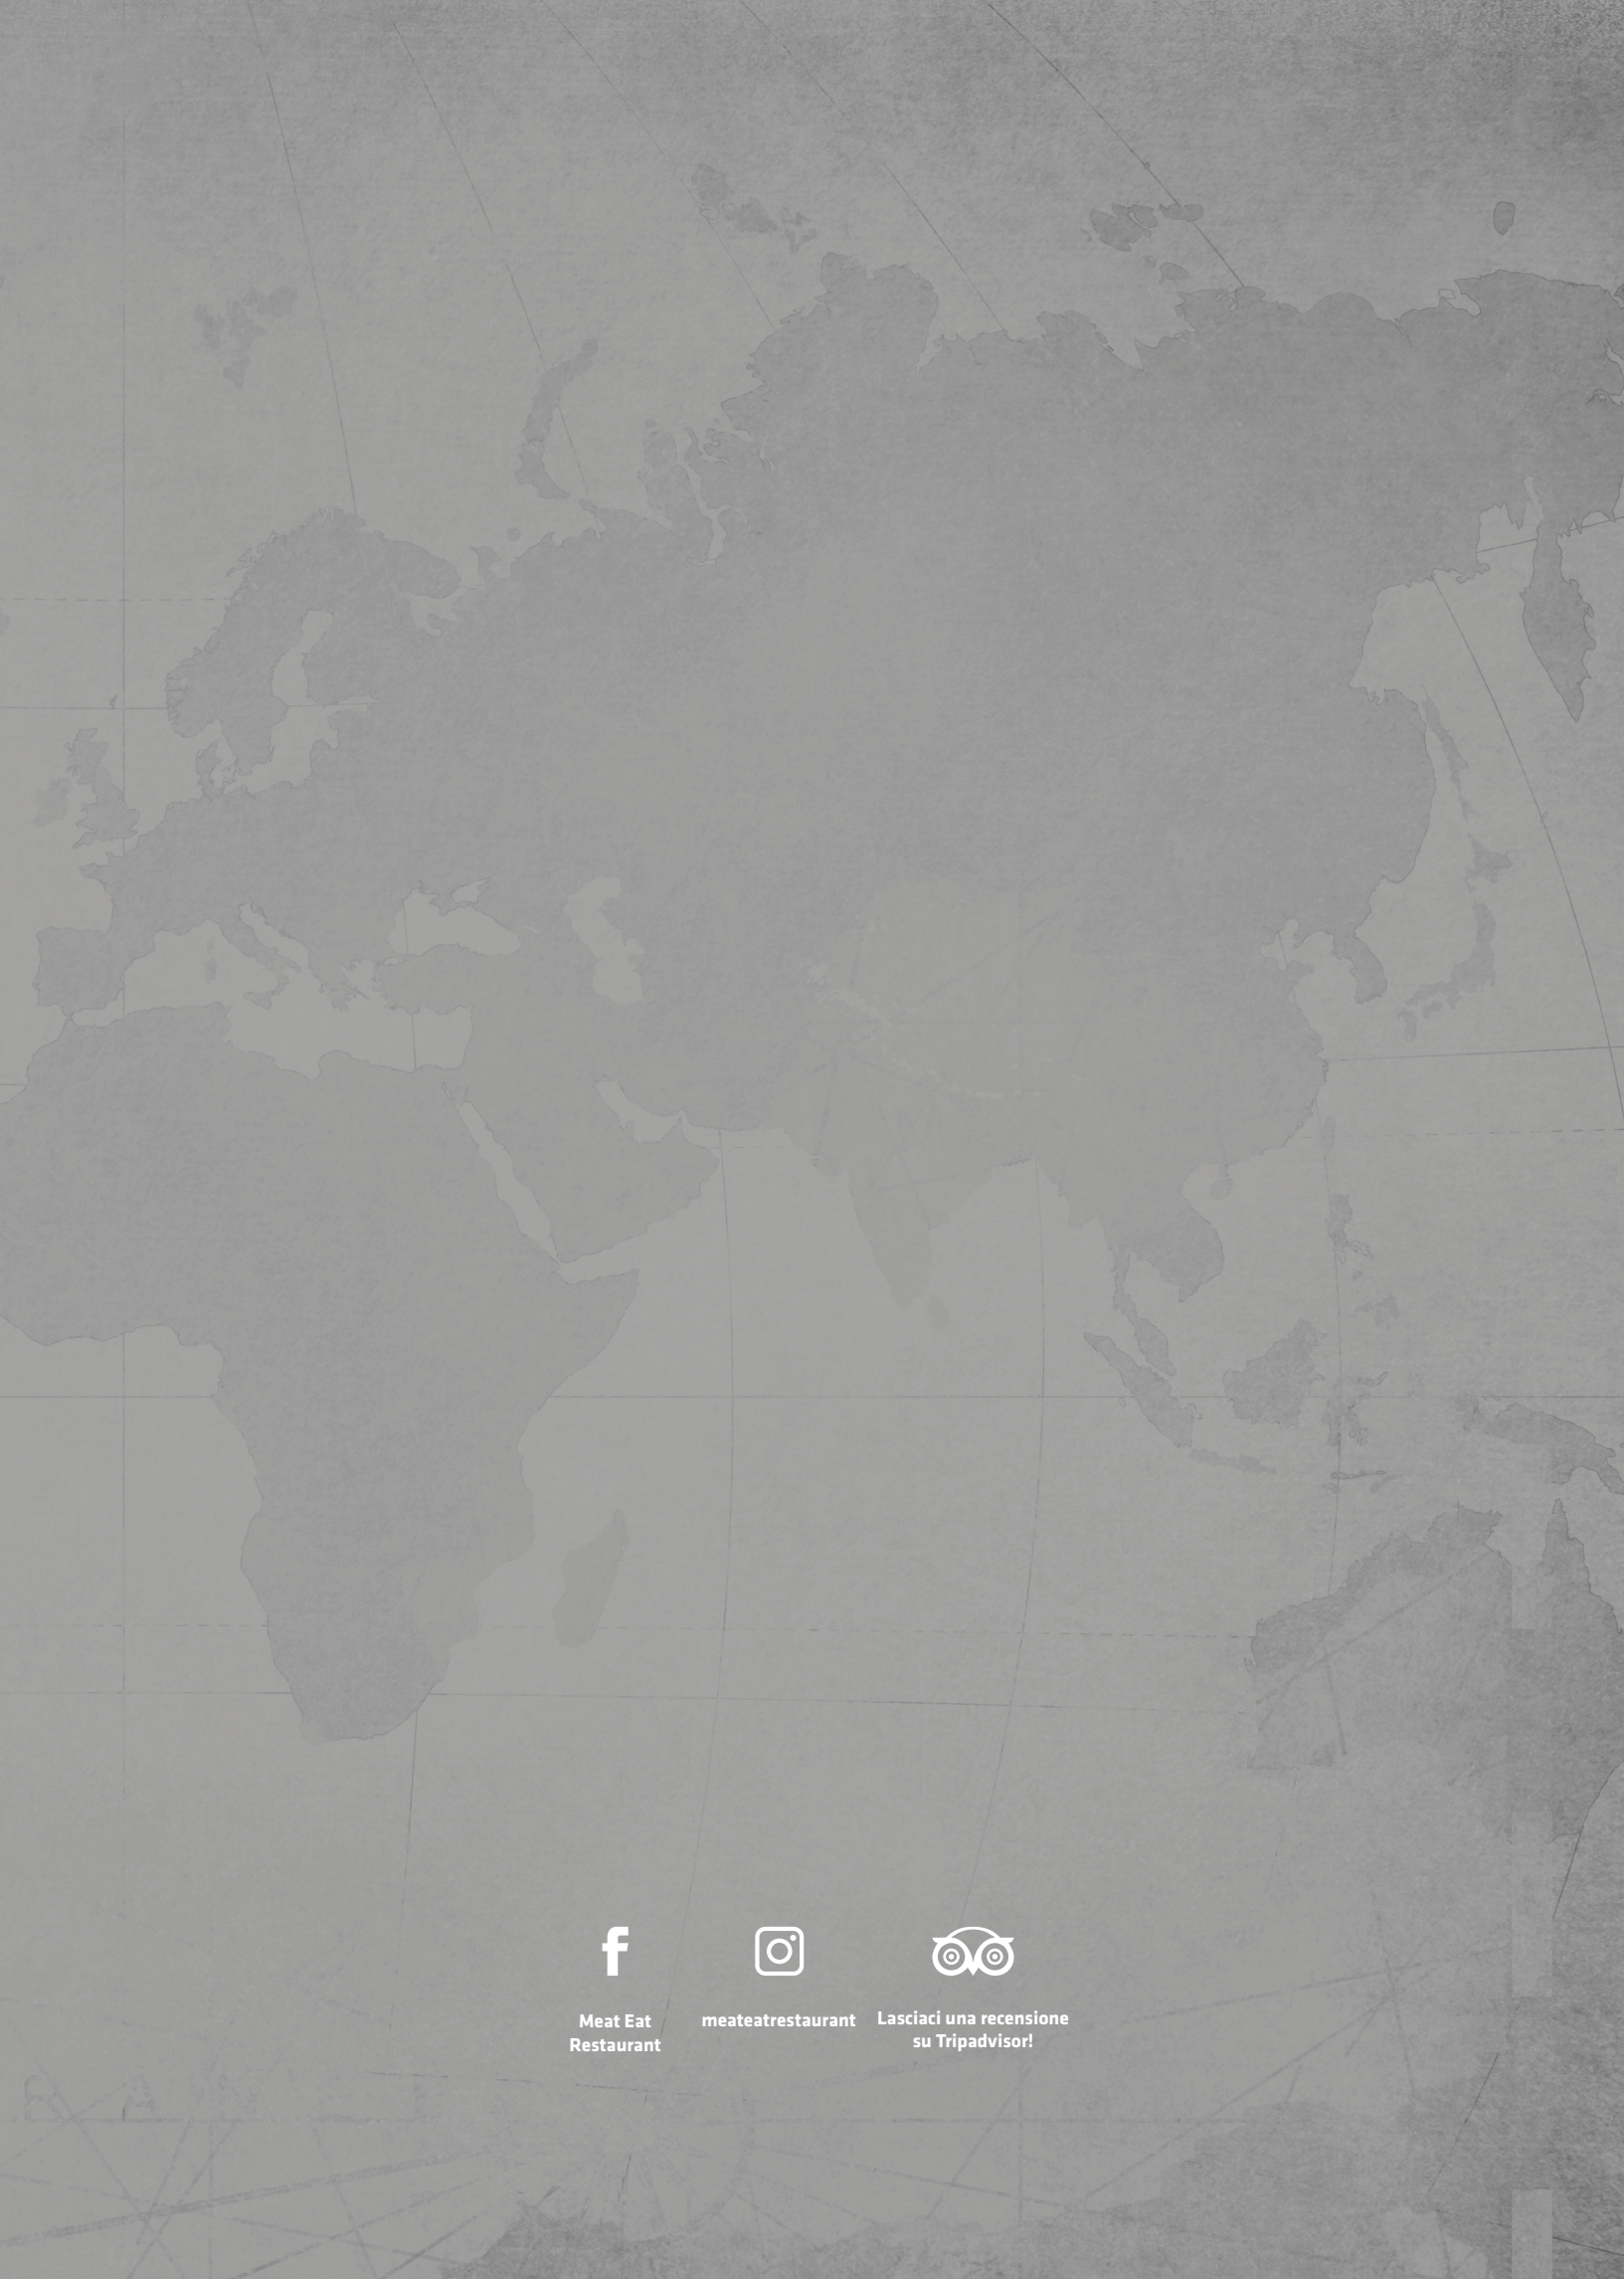 Meat Eat
Restaurant
meateatrestaurant
Lasciaci una recensione
su Tripadvisor!